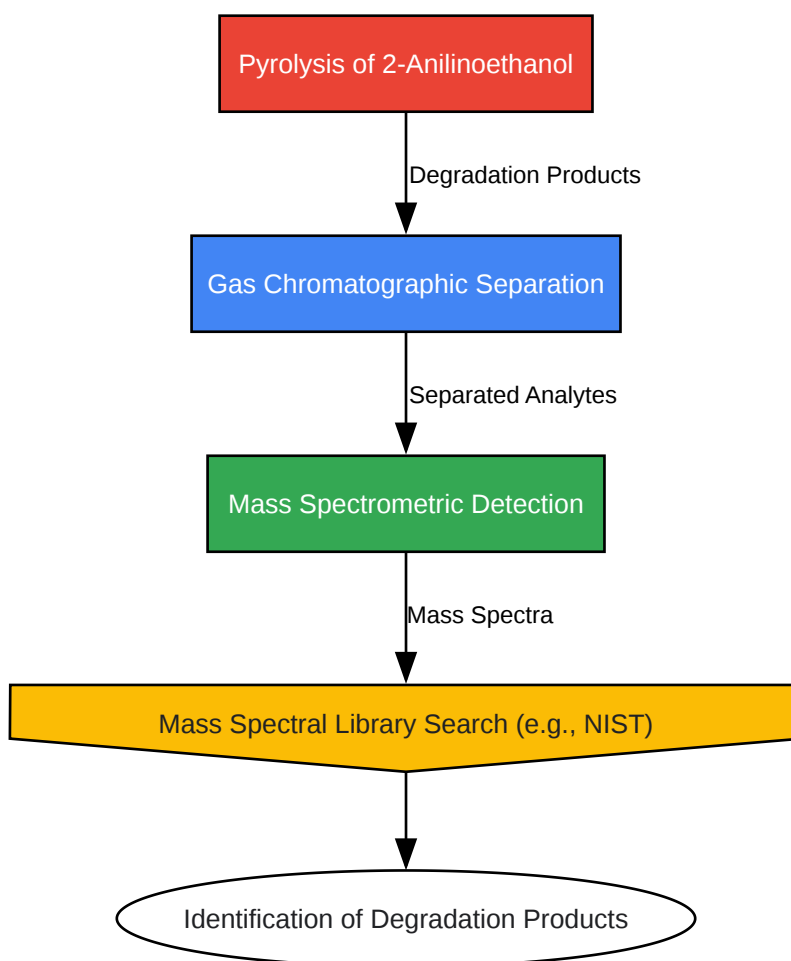 Pyrolysis of 2-Anilinoethanol
Degradation Products
Gas Chromatographic Separation
Separated Analytes
Mass Spectrometric Detection
Mass Spectra
Mass Spectral Library Search (e.g., NIST)
Identification of Degradation Products